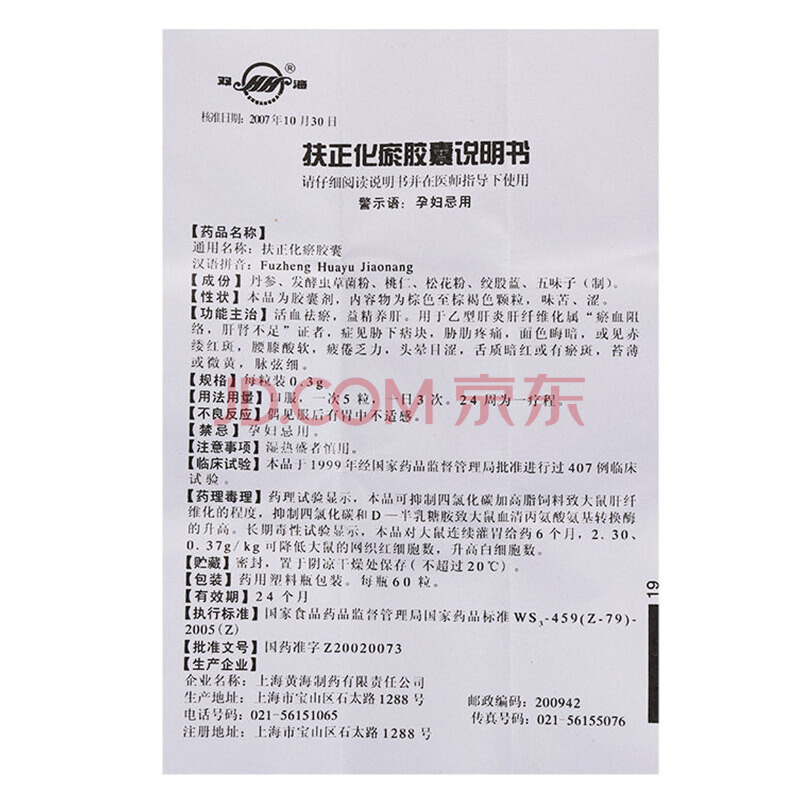 双 HH ® 海
SHUANGHAI
核准日期：2007年10月30日
扶正化瘀胶囊说明书
请仔细阅读说明书并在医师指导下使用
警示语：孕妇忌用
【药品名称】
通用名称：扶正化瘀胶囊
汉语拼音：Fuzheng Huayu Jiaonang
【成份】丹参、发酵虫草菌粉、桃仁、松花粉、绞股蓝、五味子（制）。
【性状】本品为胶囊剂，内容物为棕色至棕褐色颗粒，味苦、涩。
【功能主治】活血祛瘀，益精养肝。用于乙型肝炎肝纤维化属“瘀血阻
络，肝肾不足”证者，症见胁下痞块，胁肋疼痛，面色晦暗，或见赤
缕红斑，腰膝酸软，疲倦乏力，头晕目涩，舌质暗红或有瘀斑，苔薄
或微黄，脉弦细。
【规格】每粒装0.3g
【用法用量】口服，一次5粒，一日3次。24周为一疗程。
【不良反应】偶见服后有胃中不适感。
【禁忌】孕妇忌用。
【注意事项】湿热盛者慎用。
【临床试验】本品于1999年经国家药品监督管理局批准进行过407例临床
试验。
【药理毒理】药理试验显示，本品可抑制四氯化碳加高脂饲料致大鼠肝纤
维化的程度，抑制四氯化碳和D—半乳糖胺致大鼠血清丙氨酸氨基转换酶
的升高。长期毒性试验显示，本品对大鼠连续灌胃给药6个月，2.30、
0.37g/kg可降低大鼠的网织红细胞数，升高白细胞数。
【贮藏】密封，置于阴凉干燥处保存（不超过20℃）。
【包装】药用塑料瓶包装。每瓶60粒。
【有效期】24个月
【执行标准】国家食品药品监督管理局国家药品标准WS₃-459(Z-79)-
2005(Z)
【批准文号】国药准字Z20020073
【生产企业】
企业名称：上海黄海制药有限责任公司
生产地址：上海市宝山区石太路1288号 邮政编码：200942
电话号码：021-56151065 传真号码：021-56155076
注册地址：上海市宝山区石太路1288号
19
JD.COM 京东